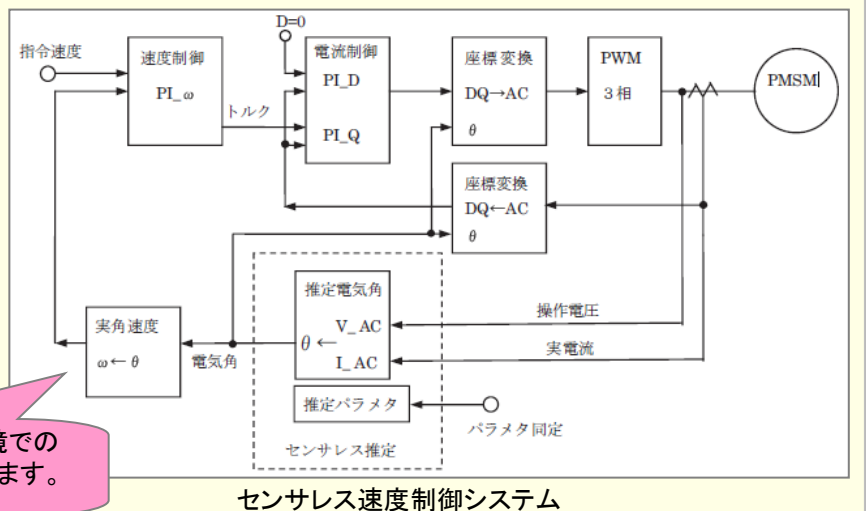 D=0
指令速度
速度制御
PI_ω
トルク
電流制御
PI_D
PI_Q
座標変換
DQ→AC
θ
PWM
3相
PMSM
座標変換
DQ←AC
θ
推定電気角
V_AC
θ←
I_AC
操作電圧
実電流
実角速度
ω←θ
電気角
推定パラメタ
パラメタ同定
センサレス推定
境での
ます。
センサレス速度制御システム